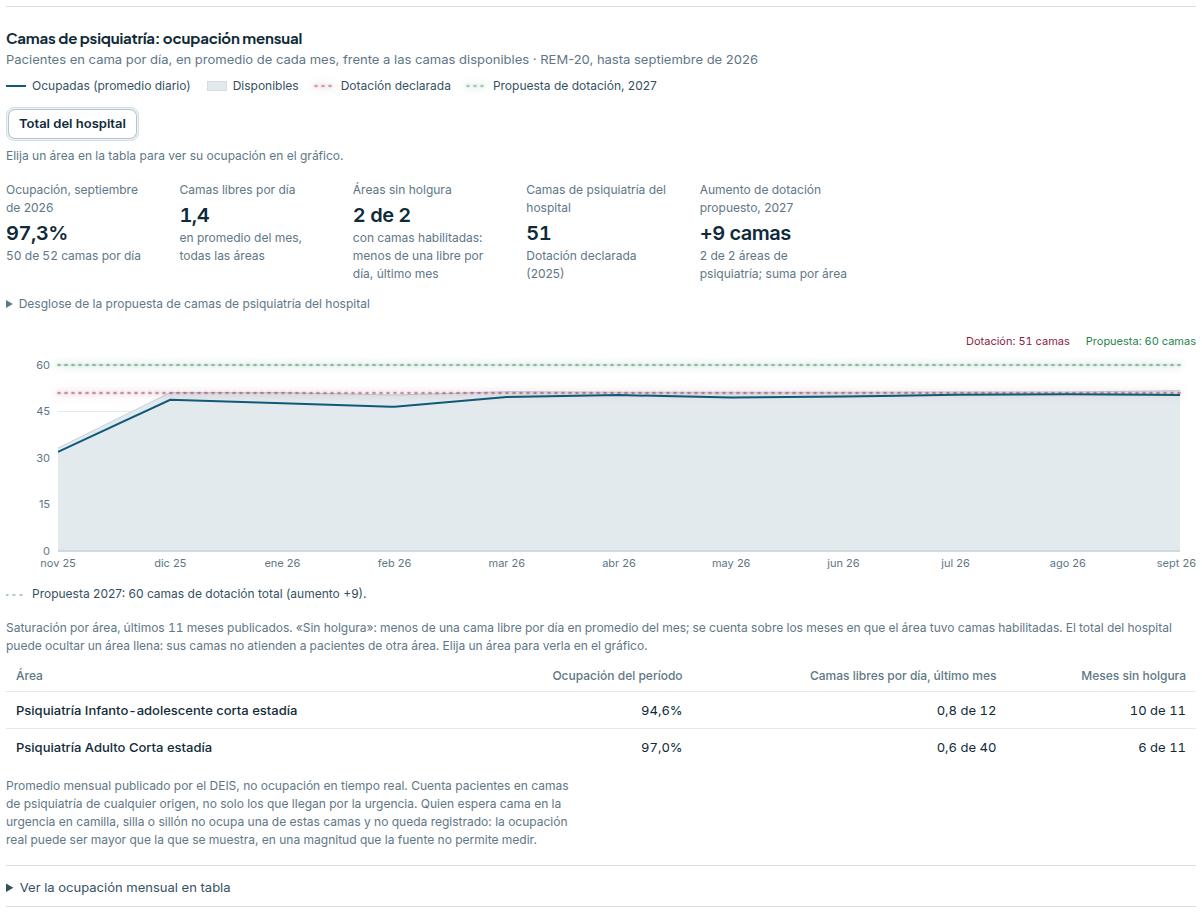 Camas de psiquiatría: ocupación mensual
Pacientes en cama por día, en promedio de cada mes, frente a las camas disponibles · REM-20, hasta septiembre de 2026
Ocupadas (promedio diario) Disponibles Dotación declarada Propuesta de dotación, 2027
Total del hospital
Elija un área en la tabla para ver su ocupación en el gráfico.
Ocupación, septiembre
de 2026
97,3%
50 de 52 camas por día
Camas libres por día
1,4
en promedio del mes,
todas las áreas
Áreas sin holgura
2 de 2
con camas habilitadas:
menos de una libre por
día, último mes
Camas de psiquiatría del
hospital
51
Dotación declarada
(2025)
Aumento de dotación
propuesto, 2027
+9 camas
2 de 2 áreas de
psiquiatría; suma por área
▶ Desglose de la propuesta de camas de psiquiatría del hospital
Dotación: 51 camas Propuesta: 60 camas
60
45
30
15
0
nov 25 dic 25 ene 26 feb 26 mar 26 abr 26 may 26 jun 26 jul 26 ago 26 sept 26
Propuesta 2027: 60 camas de dotación total (aumento +9).
Saturación por área, últimos 11 meses publicados. «Sin holgura»: menos de una cama libre por día en promedio del mes; se cuenta sobre los meses en que el área tuvo camas habilitadas. El total del hospital
puede ocultar un área llena: sus camas no atienden a pacientes de otra área. Elija un área para verla en el gráfico.
Área Ocupación del período Camas libres por día, último mes Meses sin holgura
Psiquiatría Infanto-adolescente corta estadía 94,6% 0,8 de 12 10 de 11
Psiquiatría Adulto Corta estadía 97,0% 0,6 de 40 6 de 11
Promedio mensual publicado por el DEIS, no ocupación en tiempo real. Cuenta pacientes en camas
de psiquiatría de cualquier origen, no solo los que llegan por la urgencia. Quien espera cama en la
urgencia en camilla, silla o sillón no ocupa una de estas camas y no queda registrado: la ocupación
real puede ser mayor que la que se muestra, en una magnitud que la fuente no permite medir.
▶ Ver la ocupación mensual en tabla